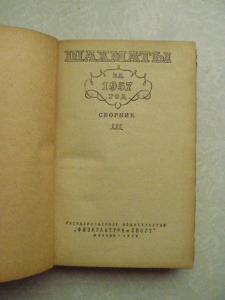 ШАХМАТЫ
ЗА
1957
ГОД
СБОРНИК
ГОСУДАРСТВЕННОЕ ИЗДАТЕЛЬСТВО
„ФИЗКУЛЬТУРА И СПОРТ“
МОСКВА